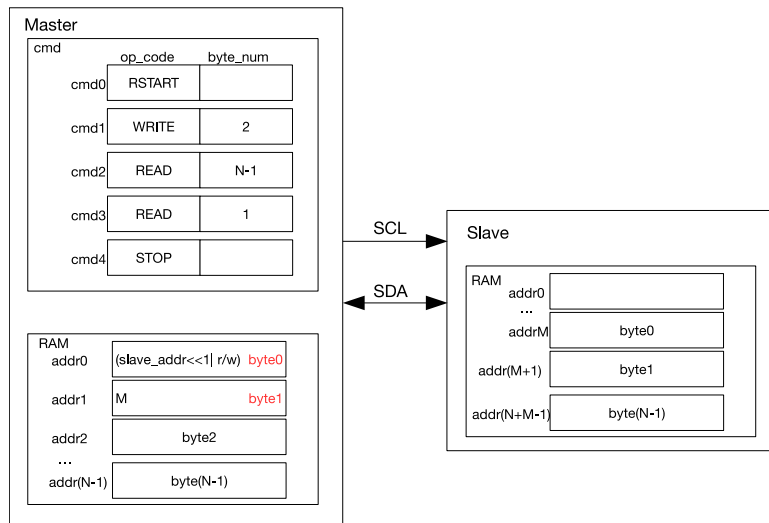 Master
cmd
op_code byte_num
cmd0 RSTART
cmd1 WRITE 2
cmd2 READ N-1
cmd3 READ 1
cmd4 STOP
RAM
addr0 (slave_addr<<1| r/w) byte0
addr1 M byte1
addr2 byte2
...
addr(N-1) byte(N-1)
SCL
SDA
Slave
RAM
addr0
...
addrM byte0
addr(M+1) byte1
addr(N+M-1) byte(N-1)